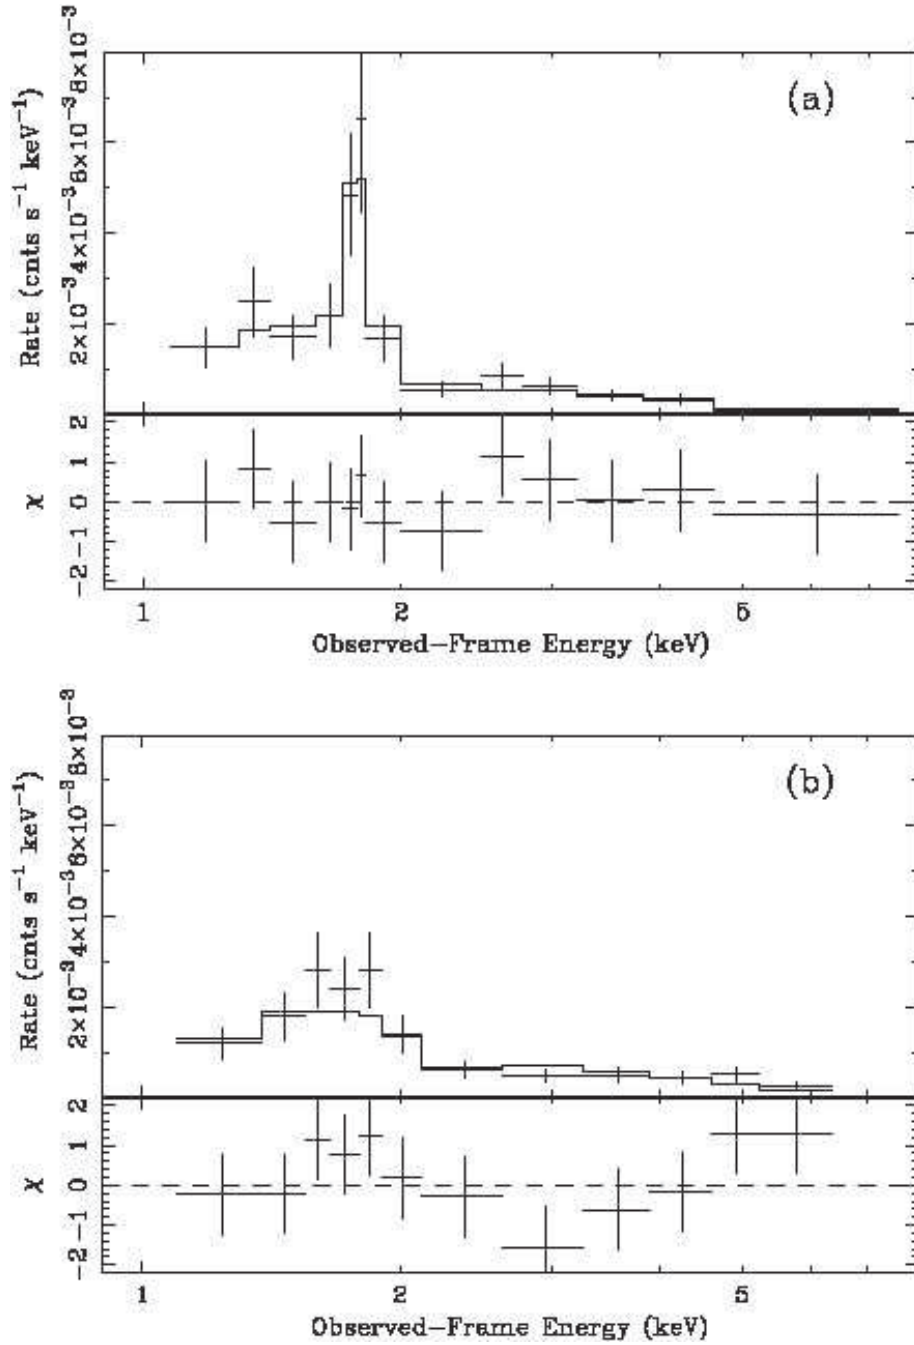 (a)
Rate (cnts s⁻¹ keV⁻¹)
2×10⁻³ 4×10⁻³ 6×10⁻³ 8×10⁻³
χ
−2 −1 0 1 2
1 2 5
Observed−Frame Energy (keV)
(b)
Rate (cnts s⁻¹ keV⁻¹)
2×10⁻³ 4×10⁻³ 6×10⁻³ 8×10⁻³
χ
−2 −1 0 1 2
1 2 5
Observed−Frame Energy (keV)